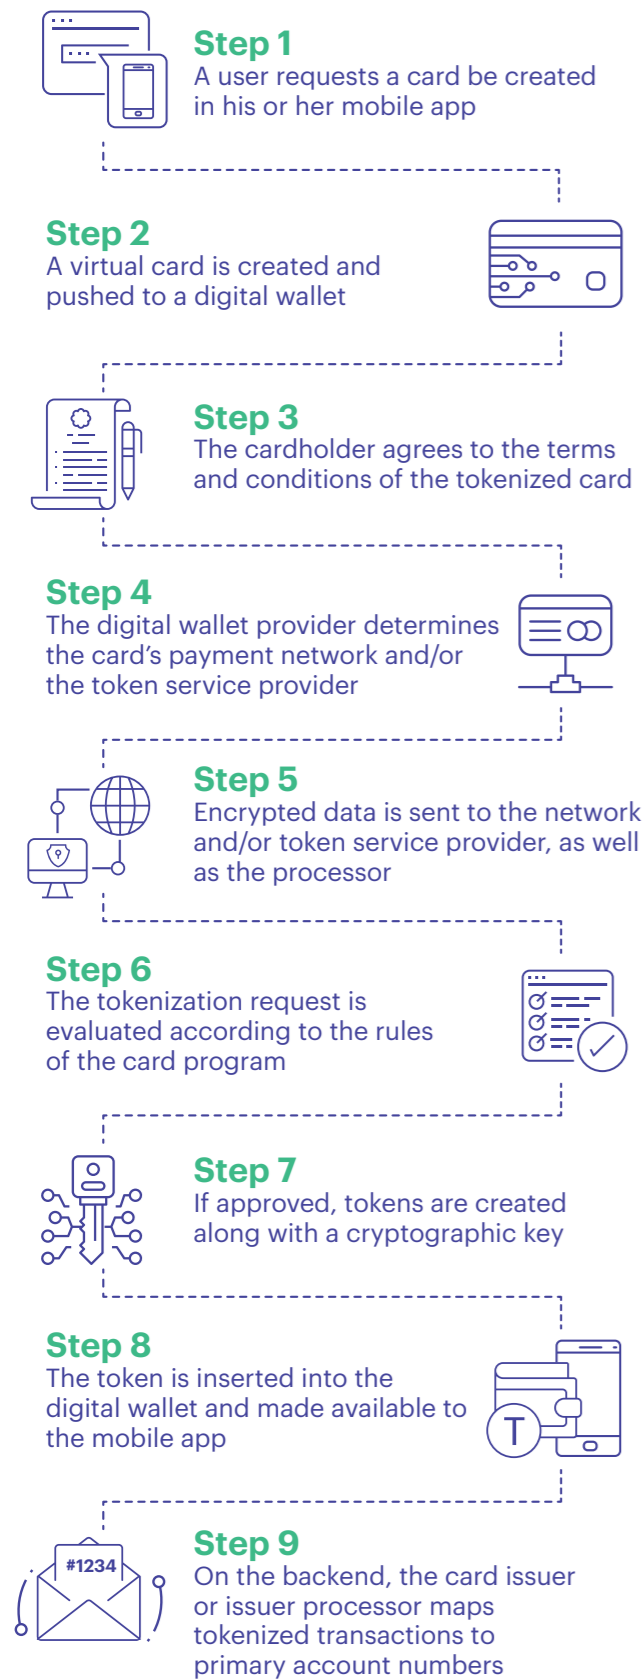 Step 1
A user requests a card be created
in his or her mobile app
Step 2
A virtual card is created and
pushed to a digital wallet
Step 3
The cardholder agrees to the terms
and conditions of the tokenized card
Step 4
The digital wallet provider determines
the card's payment network and/or
the token service provider
Step 5
Encrypted data is sent to the network
and/or token service provider, as well
as the processor
Step 6
The tokenization request is
evaluated according to the rules
of the card program
Step 7
If approved, tokens are created
along with a cryptographic key
Step 8
The token is inserted into the
digital wallet and made available to
the mobile app
T
#1234
Step 9
On the backend, the card issuer
or issuer processor maps
tokenized transactions to
primary account numbers